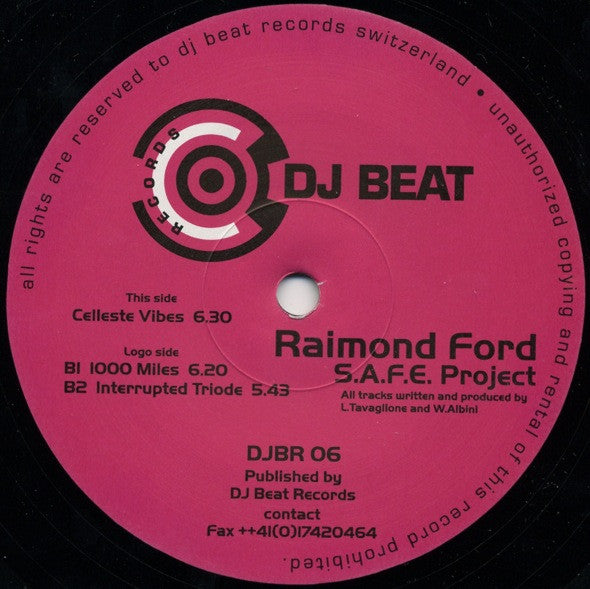 all rights are reserved to dj beat records switzerland • unauthorized copying and rental of this record prohibited.
RECORDS
DJ BEAT
This side
Celleste Vibes 6.30
Logo side
B1 1000 Miles 6.20
B2 Interrupted Triode 5.43
Raimond Ford
S.A.F.E. Project
All tracks written and produced by
L.Tavaglione and W.Albini
DJBR 06
Published by
DJ Beat Records
contact
Fax ++41(0)17420464